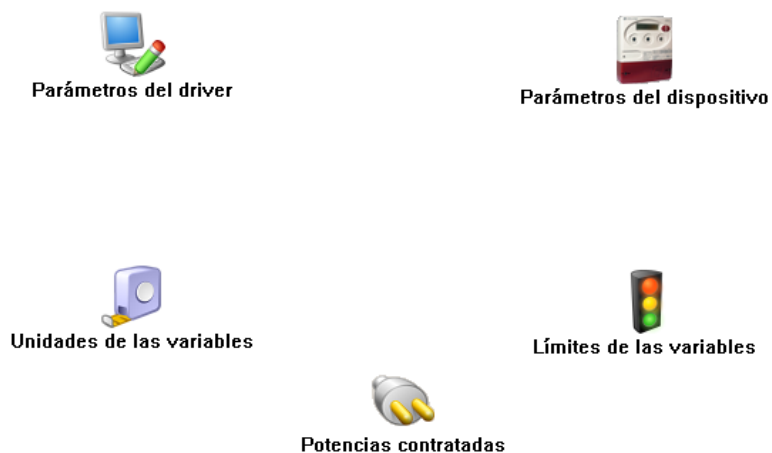 Parámetros del driver
Parámetros del dispositivo
Unidades de las variables
Límites de las variables
Potencias contratadas